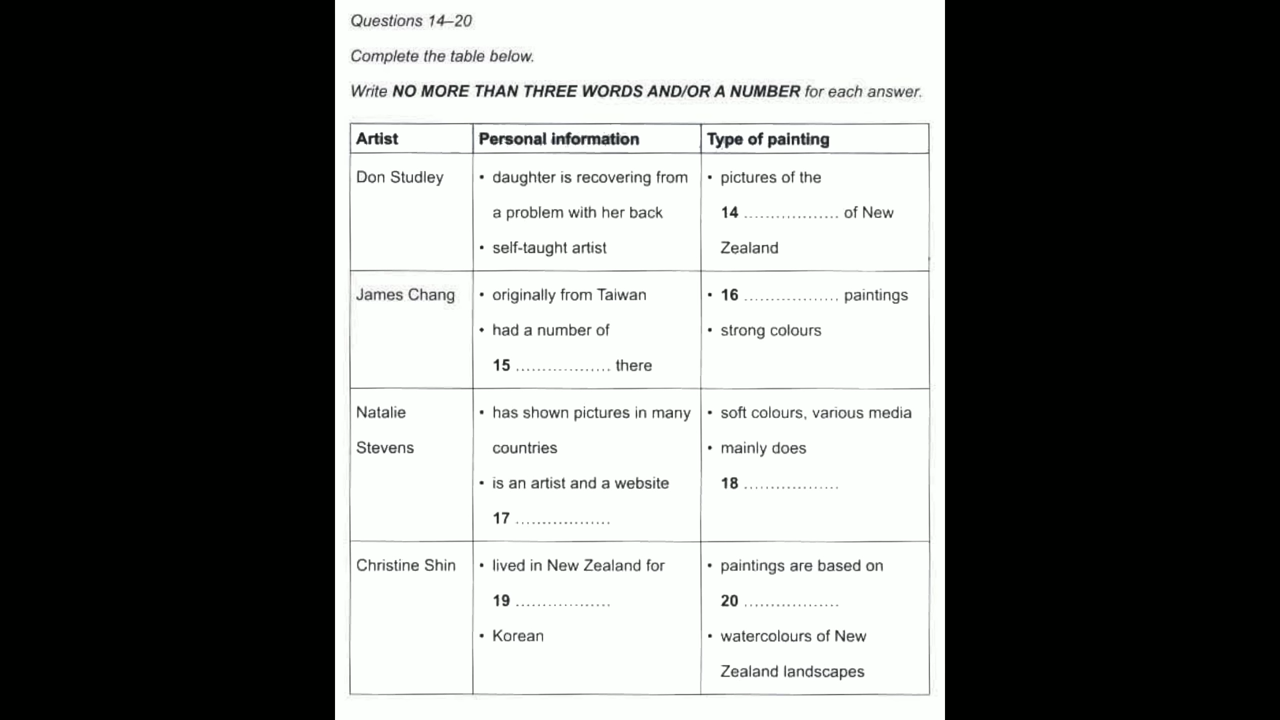 Questions 14–20
Complete the table below.
Write NO MORE THAN THREE WORDS AND/OR A NUMBER for each answer.
Artist
Personal information
Type of painting
Don Studley
• daughter is recovering from
a problem with her back
• self-taught artist
• pictures of the
14 .................. of New
Zealand
James Chang
• originally from Taiwan
• had a number of
15 .................. there
• 16 .................. paintings
• strong colours
Natalie
Stevens
• has shown pictures in many
countries
• is an artist and a website
17 ..................
• soft colours, various media
• mainly does
18 ..................
Christine Shin
• lived in New Zealand for
19 ..................
• Korean
• paintings are based on
20 ..................
• watercolours of New
Zealand landscapes